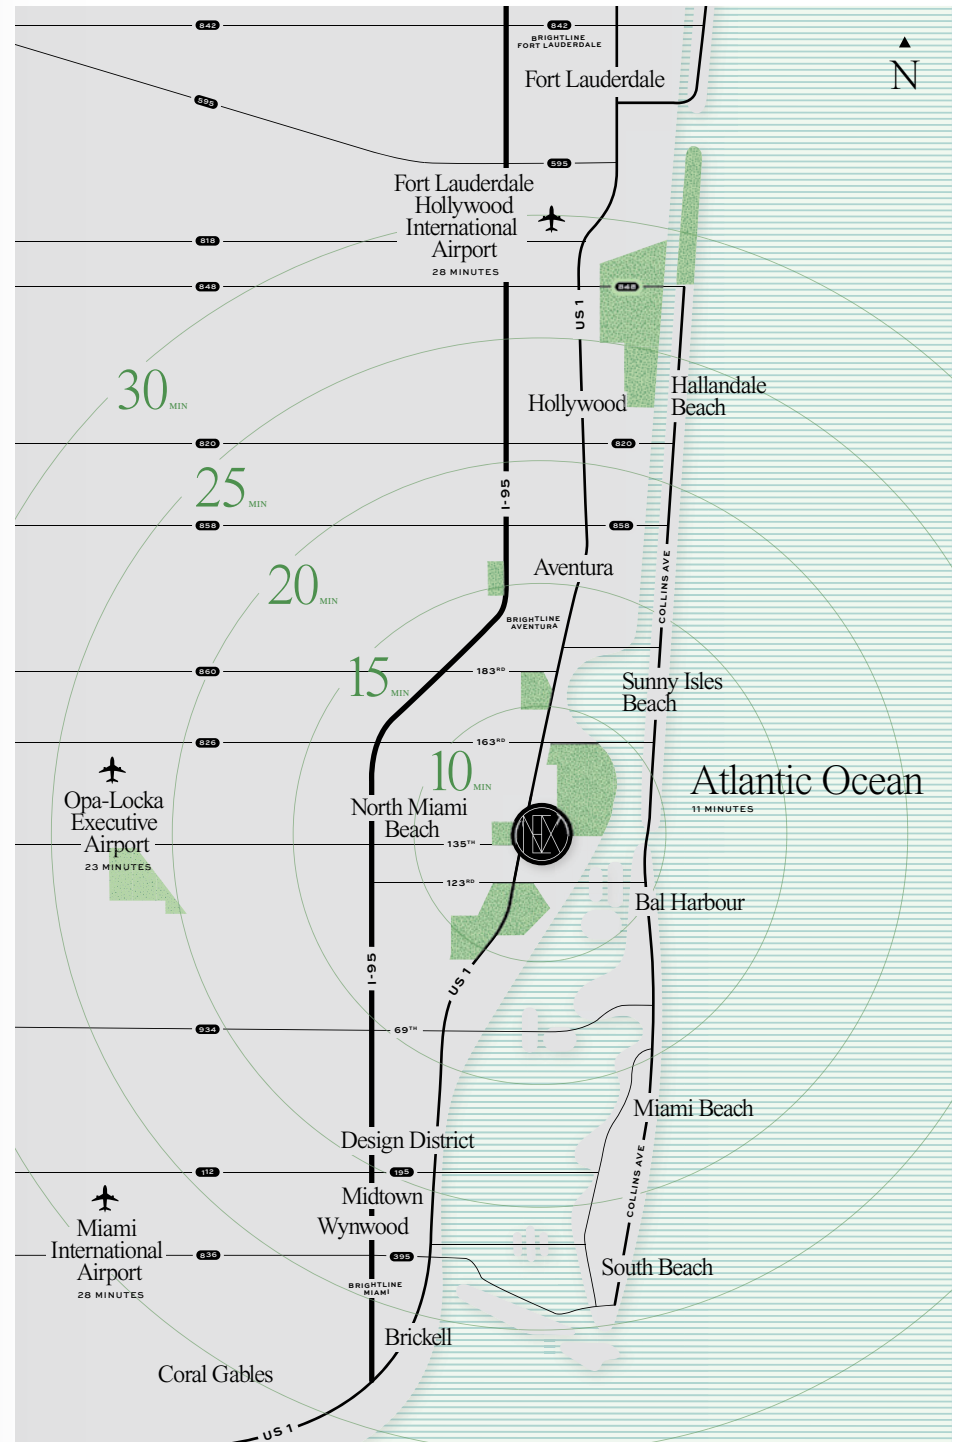 842
842
BRIGHTLINE
FORT LAUDERDALE
N
Fort Lauderdale
595
595
Fort Lauderdale
Hollywood
International
Airport
28 MINUTES
818
848
848
US 1
30 MIN
Hollywood
Hallandale
Beach
820
820
25 MIN
I-95
858
858
COLLINS AVE
Aventura
20 MIN
BRIGHTLINE
AVENTURA
860
183RD
15 MIN
Sunny Isles
Beach
826
163RD
10 MIN
Atlantic Ocean
11 MINUTES
Opa-Locka
Executive
Airport
23 MINUTES
North Miami
Beach
NEX
135TH
123RD
Bal Harbour
I-95
US 1
934
69TH
Miami Beach
Design District
112
195
COLLINS AVE
Midtown
Wynwood
Miami
International
Airport
28 MINUTES
836
395
South Beach
BRIGHTLINE
MIAMI
Brickell
Coral Gables
US 1